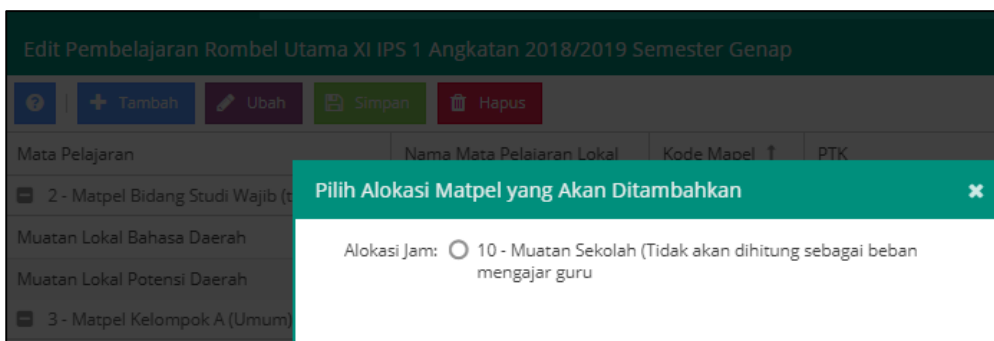 Edit Pembelajaran Rombel Utama XI IPS 1 Angkatan 2018/2019 Semester Genap
? Tambah Ubah Simpan Hapus
Mata Pelajaran Nama Mata Pelajaran Lokal Kode Mapel PTK
2 - Matpel Bidang Studi Wajib (t
Pilih Alokasi Matpel yang Akan Ditambahkan
Muatan Lokal Bahasa Daerah
Alokasi Jam: 10 - Muatan Sekolah (Tidak akan dihitung sebagai beban
mengajar guru
Muatan Lokal Potensi Daerah
3 - Matpel Kelompok A (Umum)